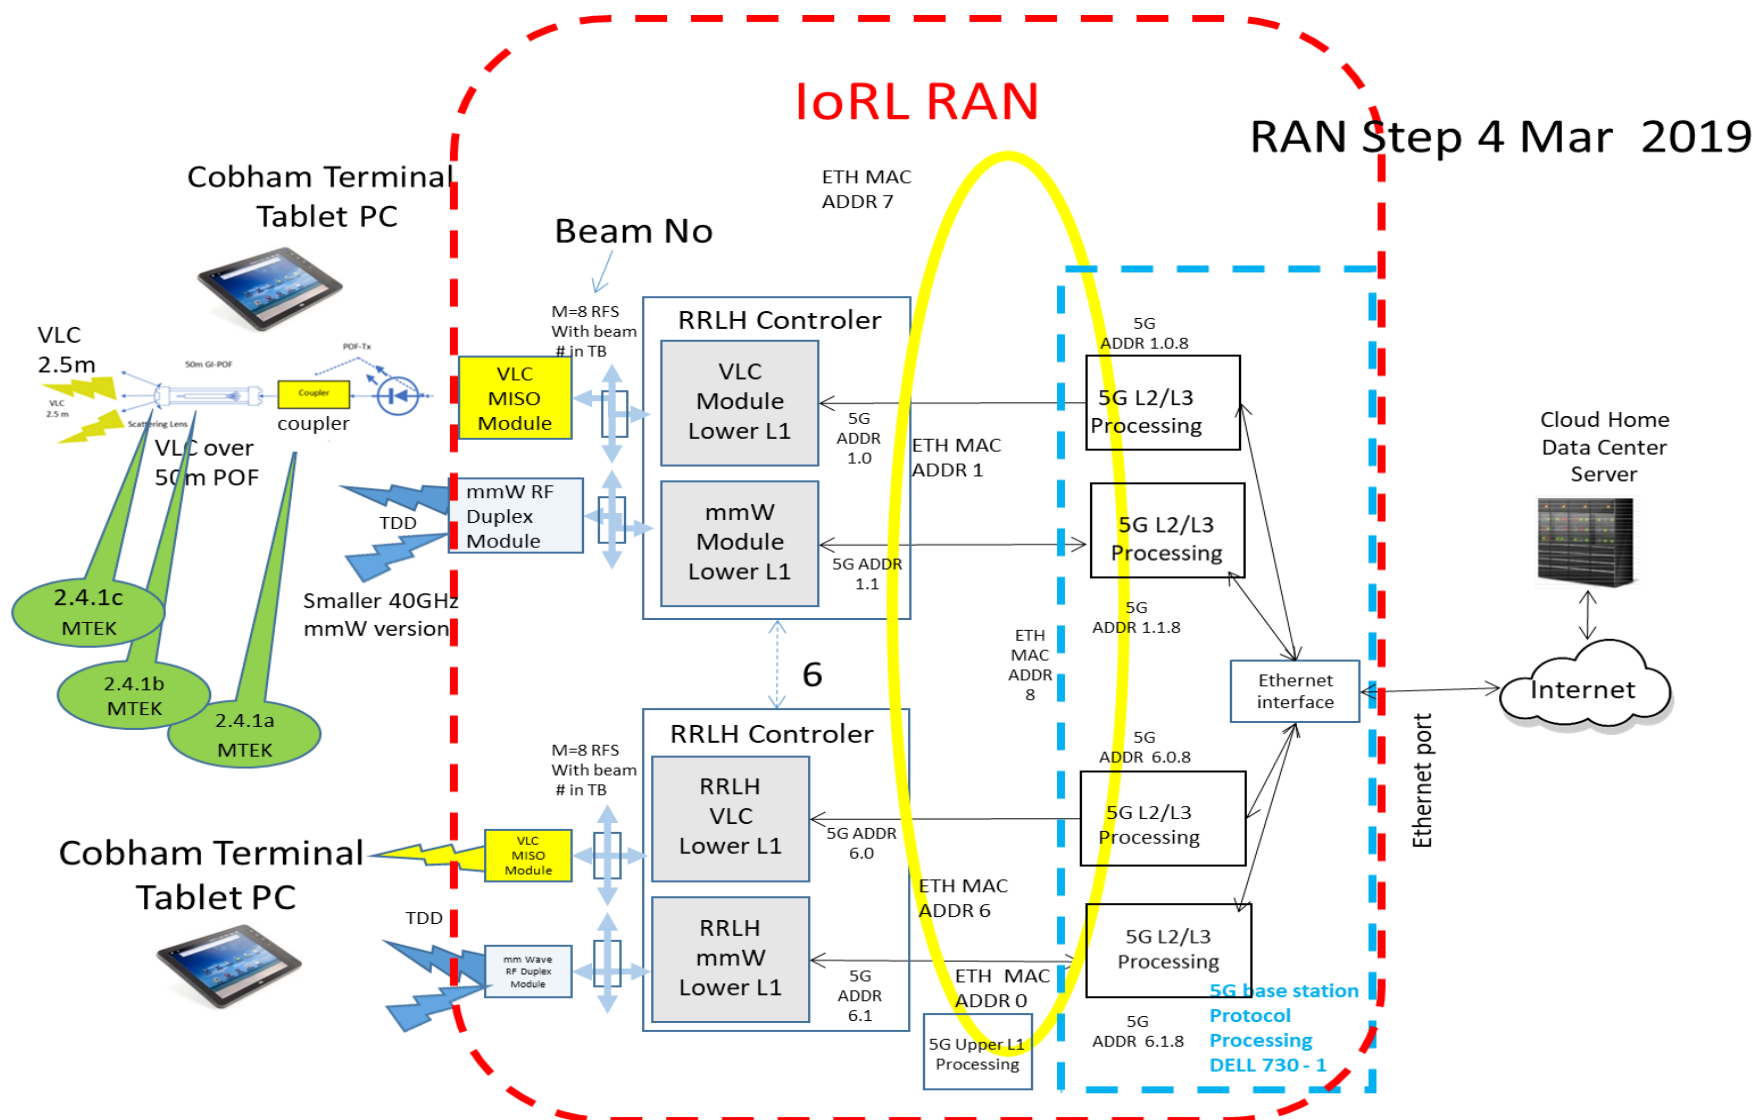 IoRL RAN
RAN Step 4 Mar  2019
Cobham Terminal
Tablet PC
ETH MAC
ADDR 7
Beam No
M=8 RFS
With beam
# in TB
RRLH Controler
VLC
2.5m
50m GI-POF
POF-Tx
Coupler
VLC
2.5 m
Scattering Lens
coupler
VLC over
50m POF
VLC
MISO
Module
VLC
Module
Lower L1
5G
ADDR
1.0
ETH MAC
ADDR 1
5G
ADDR 1.0.8
5G L2/L3
Processing
Cloud Home
Data Center
Server
mmW RF
Duplex
Module
TDD
mmW
Module
Lower L1
5G ADDR
1.1
5G L2/L3
Processing
5G
ADDR 1.1.8
Smaller 40GHz
mmW version
2.4.1c
MTEK
2.4.1b
MTEK
2.4.1a
MTEK
6
ETH
MAC
ADDR
8
Ethernet
interface
Internet
Ethernet port
RRLH Controler
M=8 RFS
With beam
# in TB
RRLH
VLC
Lower L1
5G ADDR
6.0
5G
ADDR 6.0.8
5G L2/L3
Processing
Cobham Terminal
Tablet PC
VLC
MISO
Module
ETH MAC
ADDR 6
TDD
mm Wave
RF Duplex
Module
RRLH
mmW
Lower L1
5G
ADDR
6.1
ETH  MAC
ADDR 0
5G L2/L3
Processing
5G Upper L1
Processing
5G
ADDR  6.1.8
5G base station
Protocol
Processing
DELL 730 - 1